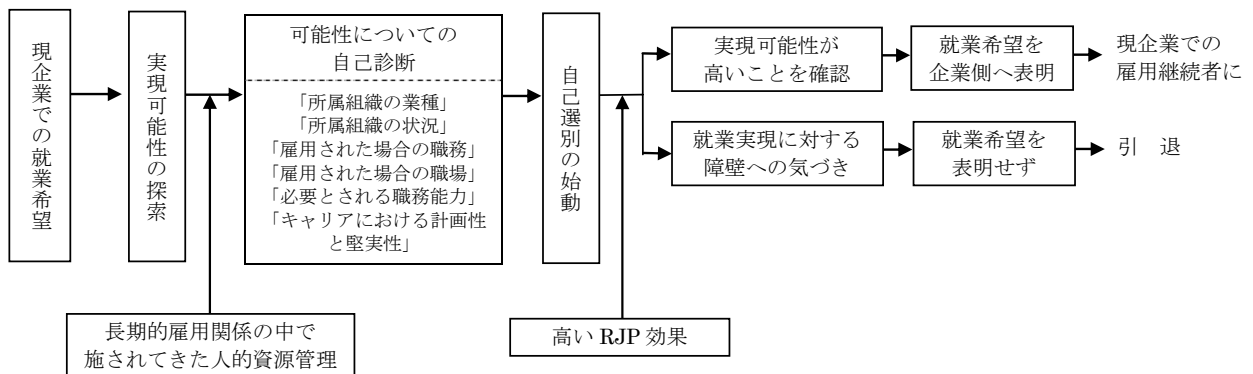 現企業での就業希望
実現可能性の探索
可能性についての
自己診断
「所属組織の業種」
「所属組織の状況」
「雇用された場合の職務」
「雇用された場合の職場」
「必要とされる職務能力」
「キャリアにおける計画性
と堅実性」
自己選別の始動
実現可能性が
高いことを確認
就業希望を
企業側へ表明
現企業での
雇用継続者に
就業実現に対する
障壁への気づき
就業希望を
表明せず
引 退
長期的雇用関係の中で
施されてきた人的資源管理
高い RJP 効果